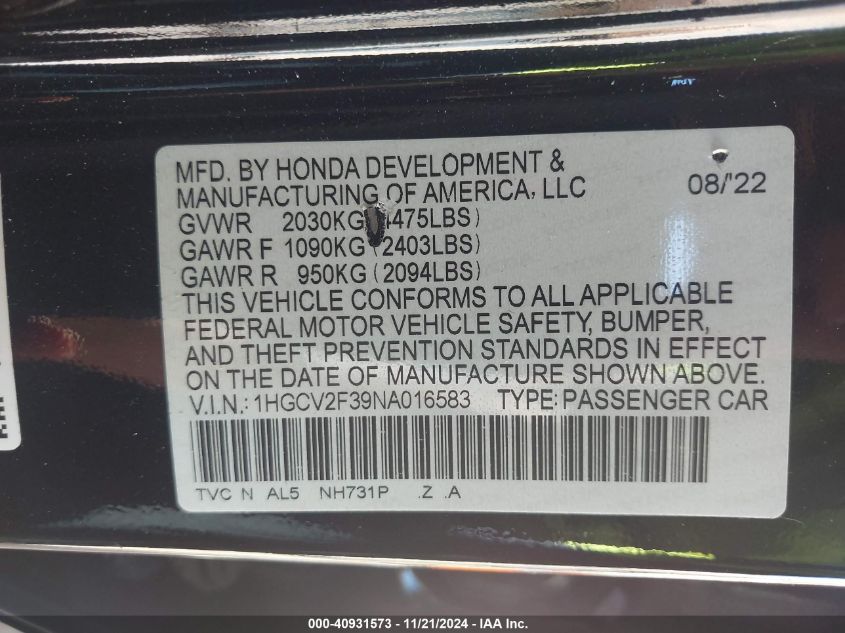 MFD. BY HONDA DEVELOPMENT &
MANUFACTURING OF AMERICA, LLC 08/'22
GVWR 2030KG 4475LBS)
GAWR F 1090KG (2403LBS)
GAWR R 950KG (2094LBS)
THIS VEHICLE CONFORMS TO ALL APPLICABLE
FEDERAL MOTOR VEHICLE SAFETY, BUMPER,
AND THEFT PREVENTION STANDARDS IN EFFECT
ON THE DATE OF MANUFACTURE SHOWN ABOVE.
V.I.N.: 1HGCV2F39NA016583 TYPE: PASSENGER CAR
TVC N AL5 NH731P .Z .A
000-40931573 - 11/21/2024 - IAA Inc.